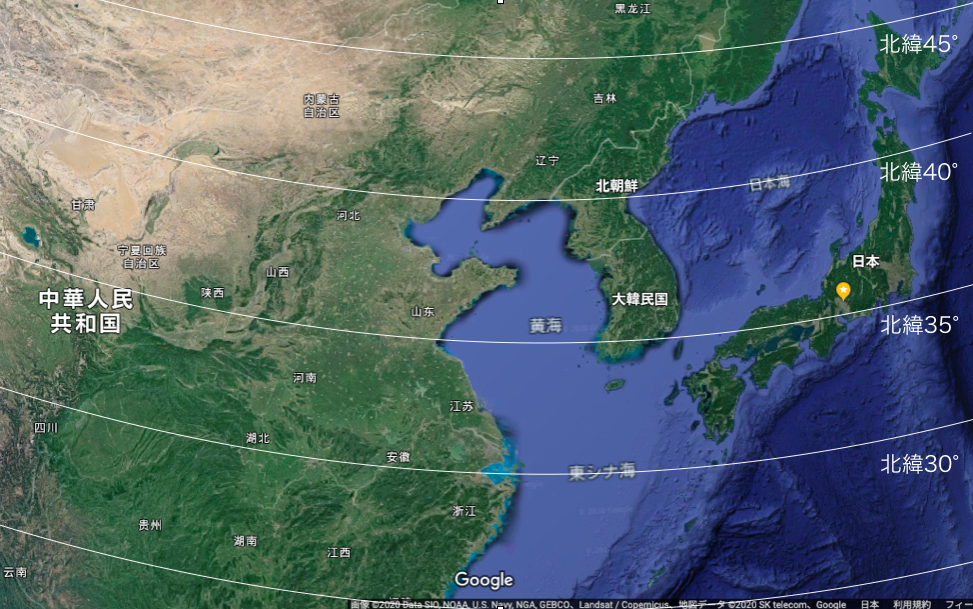 黑龙江
北緯45°
内蒙古
自治区
吉林
辽宁
北緯40°
北朝鮮
日本海
甘肃
河北
宁夏回族
自治区
日本
山西
陕西
中華人民
共和国
大韓民国
山东
黄海
北緯35°
河南
江苏
四川
湖北
安徽
北緯30°
東シナ海
浙江
贵州
湖南
江西
云南
Google
画像 ©2020 Data SIO, NOAA, U.S. Navy, NGA, GEBCO、Landsat / Copernicus、地図データ ©2020 SK telecom、Google 日本 利用規約 フィー